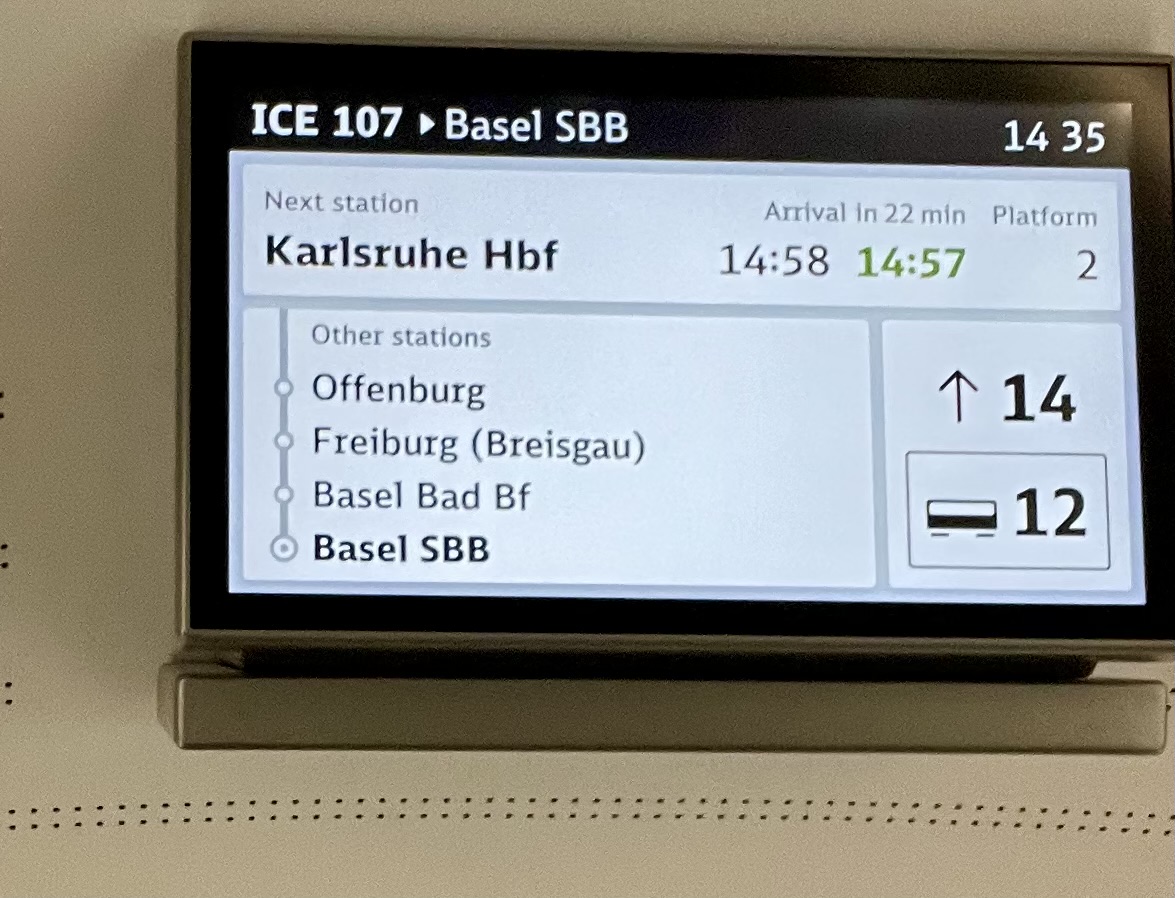 ICE 107 ▸ Basel SBB 14 35
Next station Arrival in 22 min Platform
Karlsruhe Hbf 14:58 14:57 2
Other stations
Offenburg
Freiburg (Breisgau)
Basel Bad Bf
Basel SBB
↑ 14
12